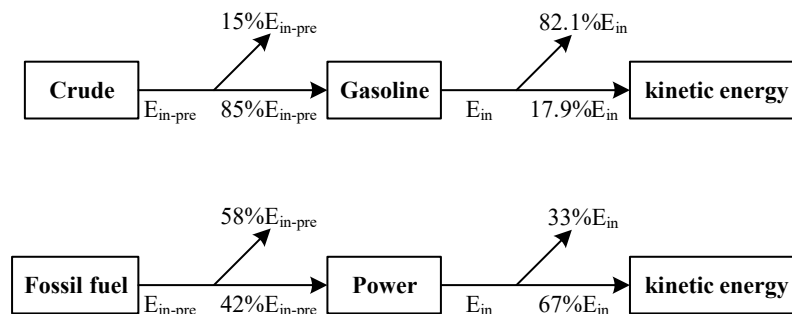 15%E_in-pre 82.1%E_in
Crude Gasoline kinetic energy
E_in-pre 85%E_in-pre E_in 17.9%E_in
58%E_in-pre 33%E_in
Fossil fuel Power kinetic energy
E_in-pre 42%E_in-pre E_in 67%E_in